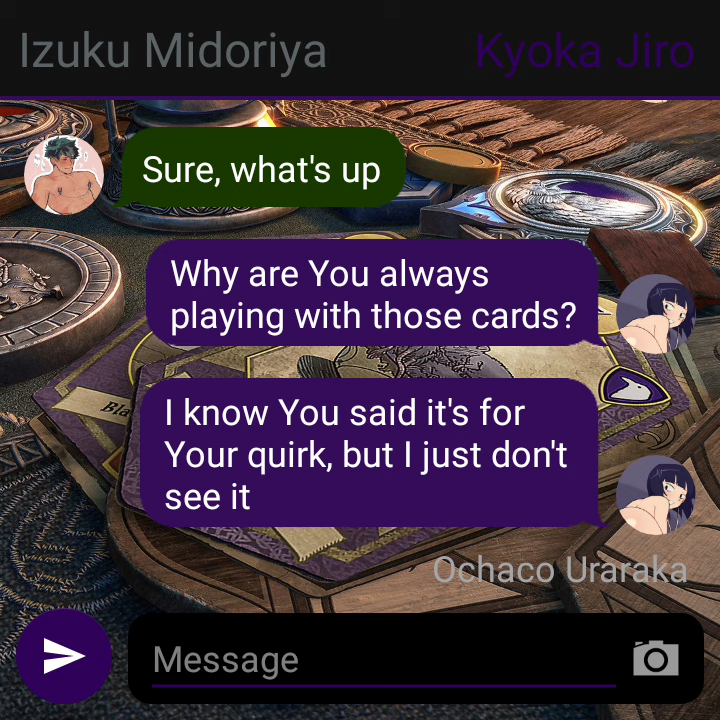 Izuku Midoriya
Kyoka Jiro
Sure, what's up
Why are You always
playing with those cards?
I know You said it's for
Your quirk, but I just don't
see it
Bla
Ochaco Uraraka
Message